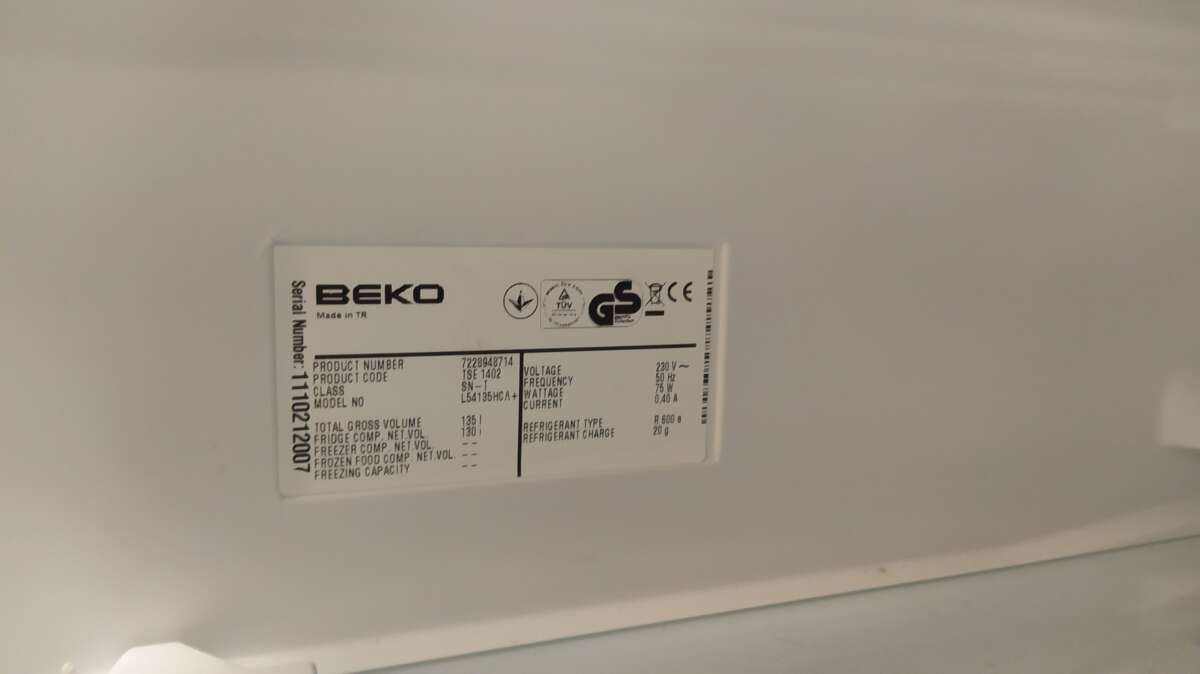 Serial Number: 1110212007
BEKO
Made in TR
TÜV
GS
CE
PRODUCT NUMBER 7228948714
PRODUCT CODE TSE 1402
CLASS SN-T
MODEL NO L54135HCA+
TOTAL GROSS VOLUME 135 l
FRIDGE COMP. NET.VOL. 130 l
FREEZER COMP. NET.VOL. --
FROZEN FOOD COMP. NET.VOL. --
FREEZING CAPACITY --
VOLTAGE 230 V ~
FREQUENCY 50 Hz
WATTAGE 75 W
CURRENT 0,40 A
REFRIGERANT TYPE R 600 a
REFRIGERANT CHARGE 20 g